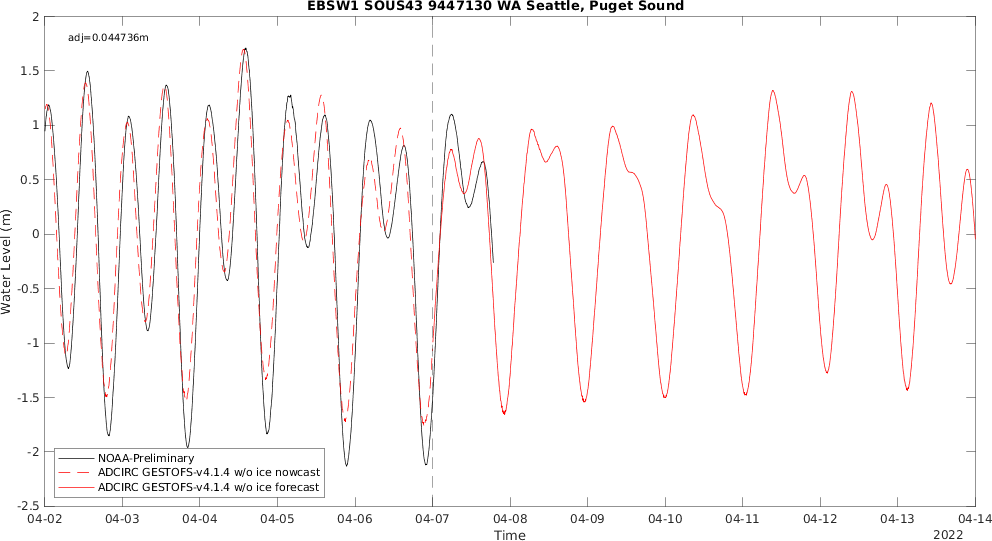 EBSW1 SOUS43 9447130 WA Seattle, Puget Sound
adj=0.044736m
2
1.5
1
0.5
0
-0.5
-1
-1.5
-2
-2.5
Water Level (m)
NOAA-Preliminary
ADCIRC GESTOFS-v4.1.4 w/o ice nowcast
ADCIRC GESTOFS-v4.1.4 w/o ice forecast
04-02 04-03 04-04 04-05 04-06 04-07 04-08 04-09 04-10 04-11 04-12 04-13 04-14
Time
2022